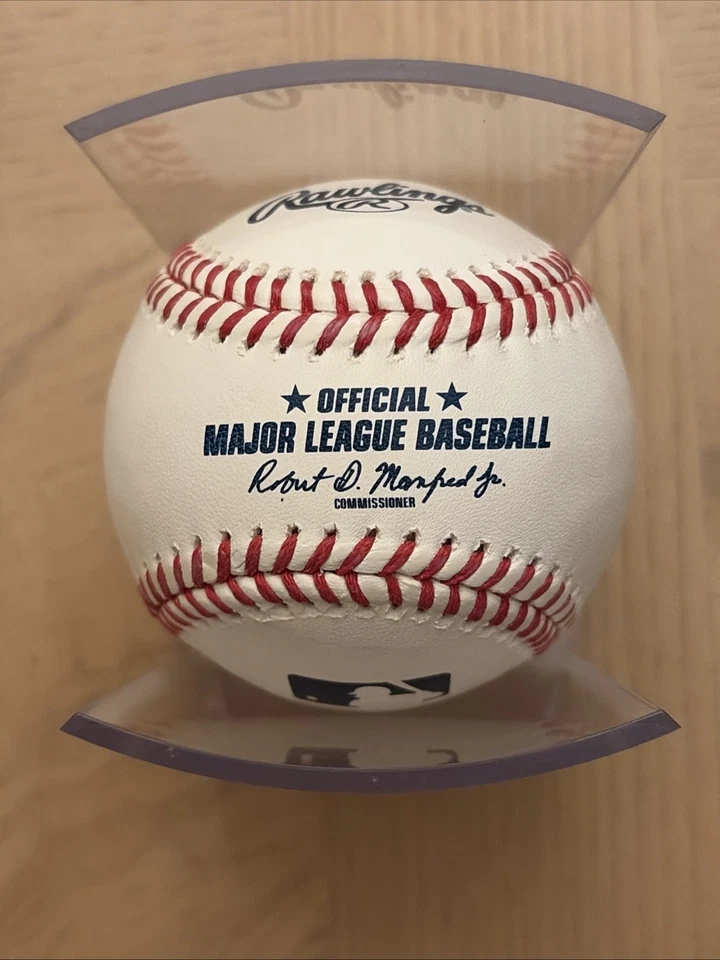 Rawlings
R
★ OFFICIAL ★
MAJOR LEAGUE BASEBALL
Robert D. Manfred Jr.
COMMISSIONER